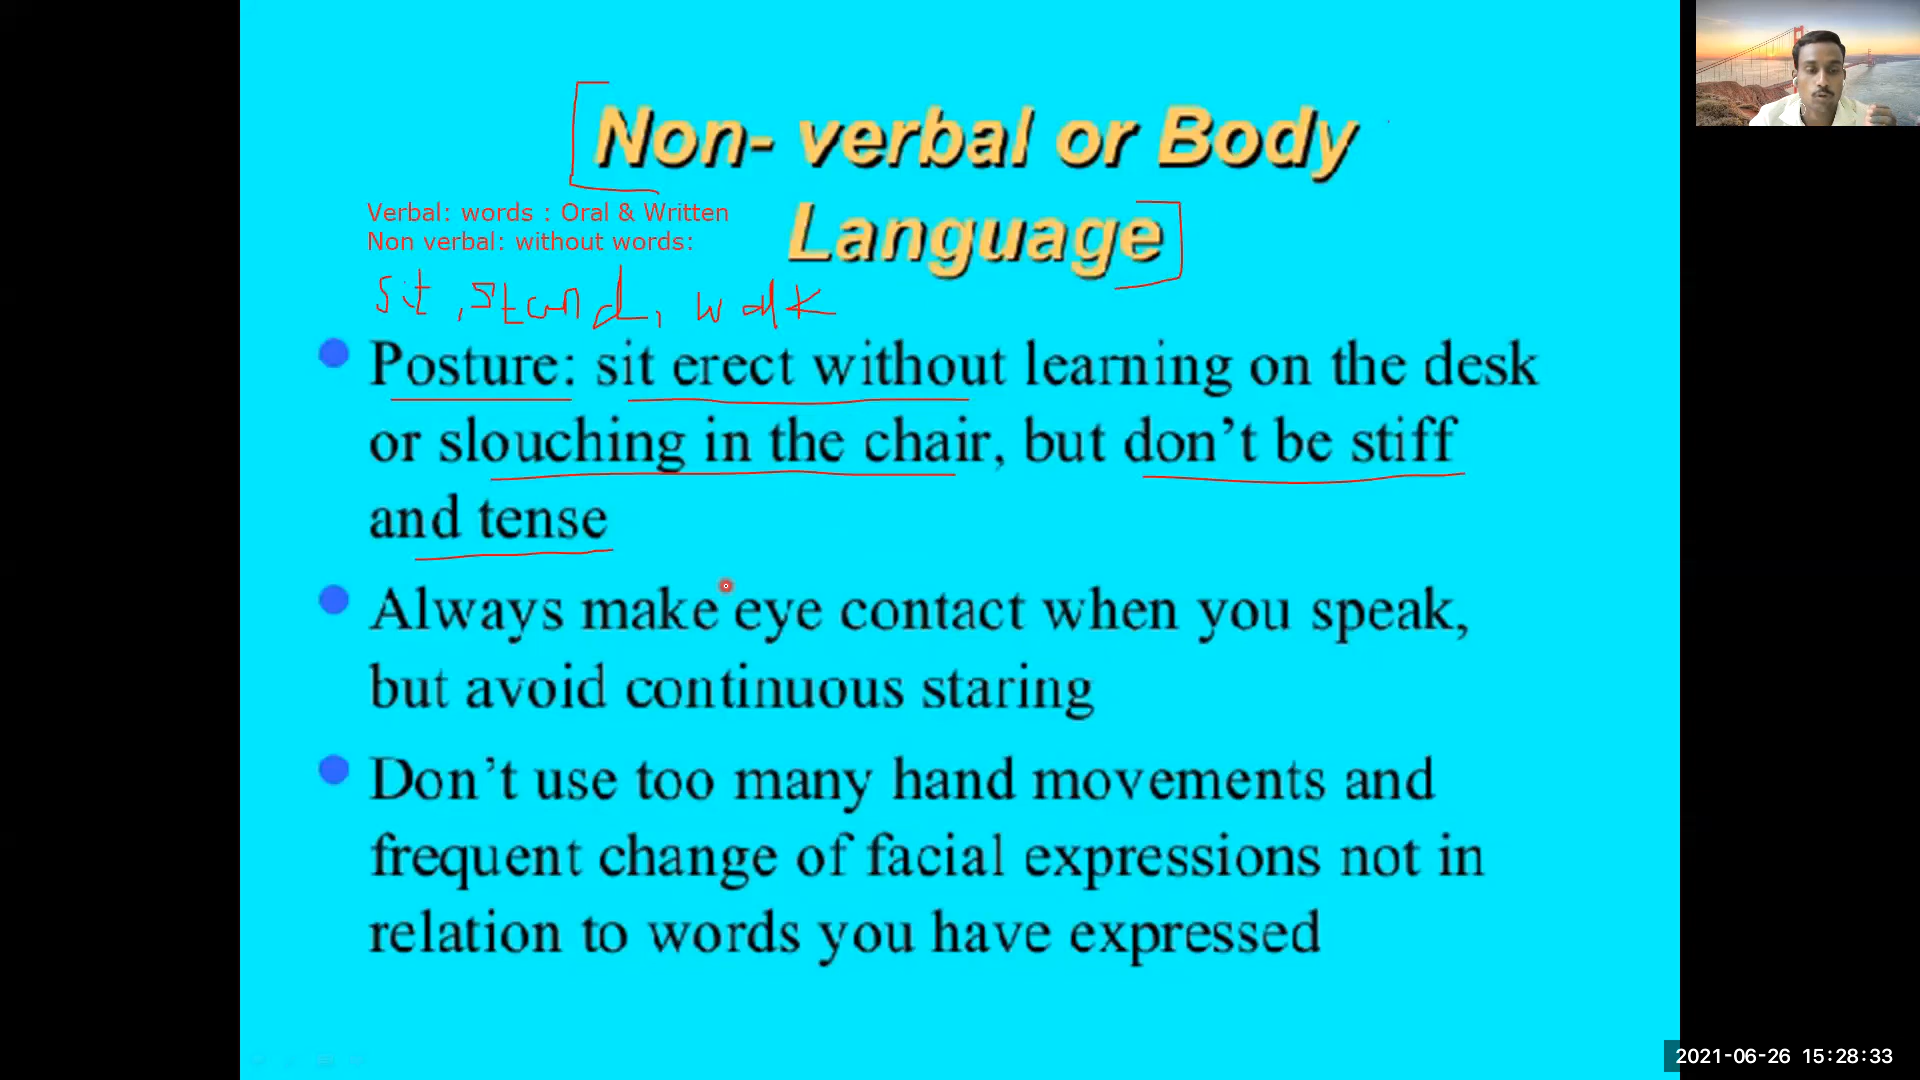 Non- verbal or Body
Language
Verbal: words : Oral & Written
Non verbal: without words:
sit, stand, walk
Posture: sit erect without learning on the desk
or slouching in the chair, but don’t be stiff
and tense
Always make eye contact when you speak,
but avoid continuous staring
Don’t use too many hand movements and
frequent change of facial expressions not in
relation to words you have expressed
2021-06-26 15:28:33